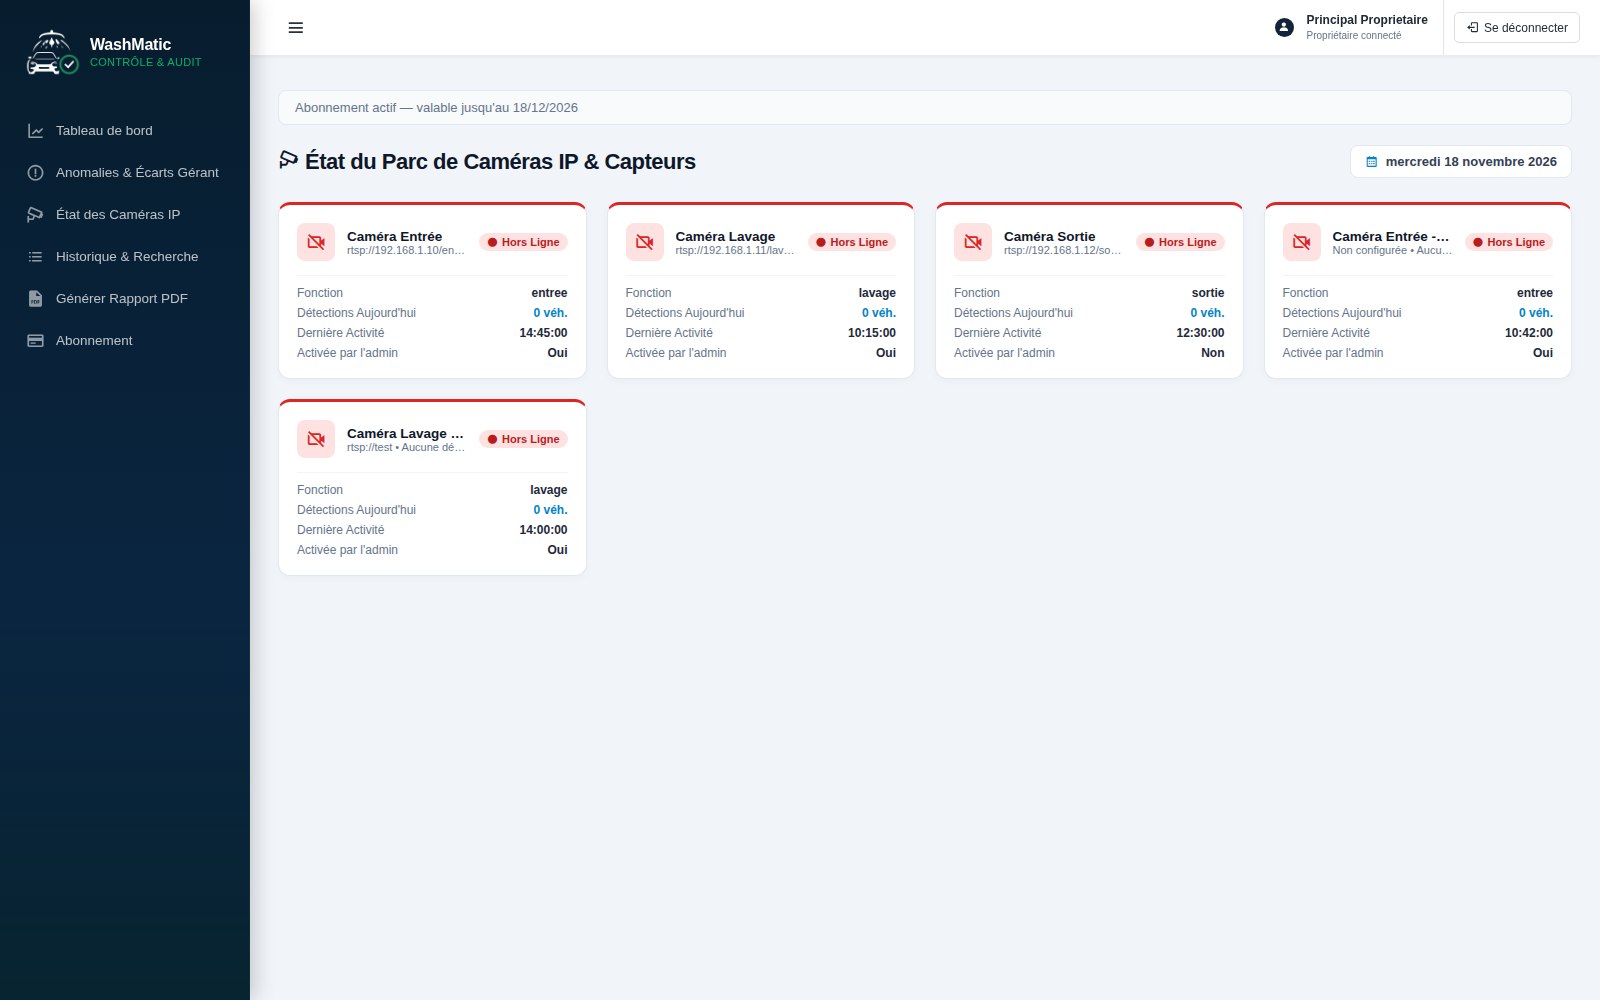 WashMatic
CONTRÔLE & AUDIT
Tableau de bord
Anomalies & Écarts Gérant
État des Caméras IP
Historique & Recherche
Générer Rapport PDF
Abonnement
Principal Proprietaire
Propriétaire connecté
Se déconnecter
Abonnement actif — valable jusqu'au 18/12/2026
État du Parc de Caméras IP & Capteurs
mercredi 18 novembre 2026
Caméra Entrée
rtsp://192.168.1.10/en…
Hors Ligne
Fonction entree
Détections Aujourd'hui 0 véh.
Dernière Activité 14:45:00
Activée par l'admin Oui
Caméra Lavage
rtsp://192.168.1.11/lav…
Hors Ligne
Fonction lavage
Détections Aujourd'hui 0 véh.
Dernière Activité 10:15:00
Activée par l'admin Oui
Caméra Sortie
rtsp://192.168.1.12/so…
Hors Ligne
Fonction sortie
Détections Aujourd'hui 0 véh.
Dernière Activité 12:30:00
Activée par l'admin Non
Caméra Entrée -…
Non configurée • Aucu…
Hors Ligne
Fonction entree
Détections Aujourd'hui 0 véh.
Dernière Activité 10:42:00
Activée par l'admin Oui
Caméra Lavage …
rtsp://test • Aucune dé…
Hors Ligne
Fonction lavage
Détections Aujourd'hui 0 véh.
Dernière Activité 14:00:00
Activée par l'admin Oui